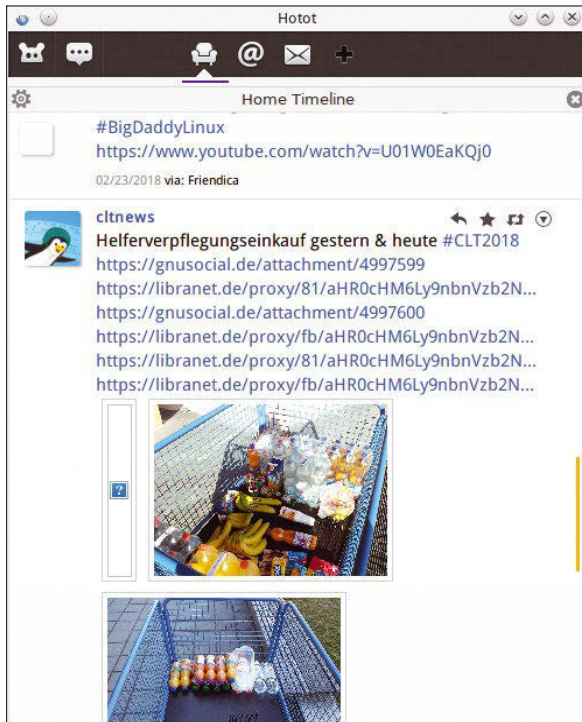 Hotot
@
Home Timeline
#BigDaddyLinux
https://www.youtube.com/watch?v=U01W0EaKQj0
02/23/2018 via: Friendica
cltnews
Helferverpflegungseinkauf gestern & heute #CLT2018
https://gnusocial.de/attachment/4997599
https://libranet.de/proxy/81/aHR0cHM6Ly9nbnVzb2N...
https://libranet.de/proxy/fb/aHR0cHM6Ly9nbnVzb2N...
https://gnusocial.de/attachment/4997600
https://libranet.de/proxy/81/aHR0cHM6Ly9nbnVzb2N...
https://libranet.de/proxy/fb/aHR0cHM6Ly9nbnVzb2N...
?